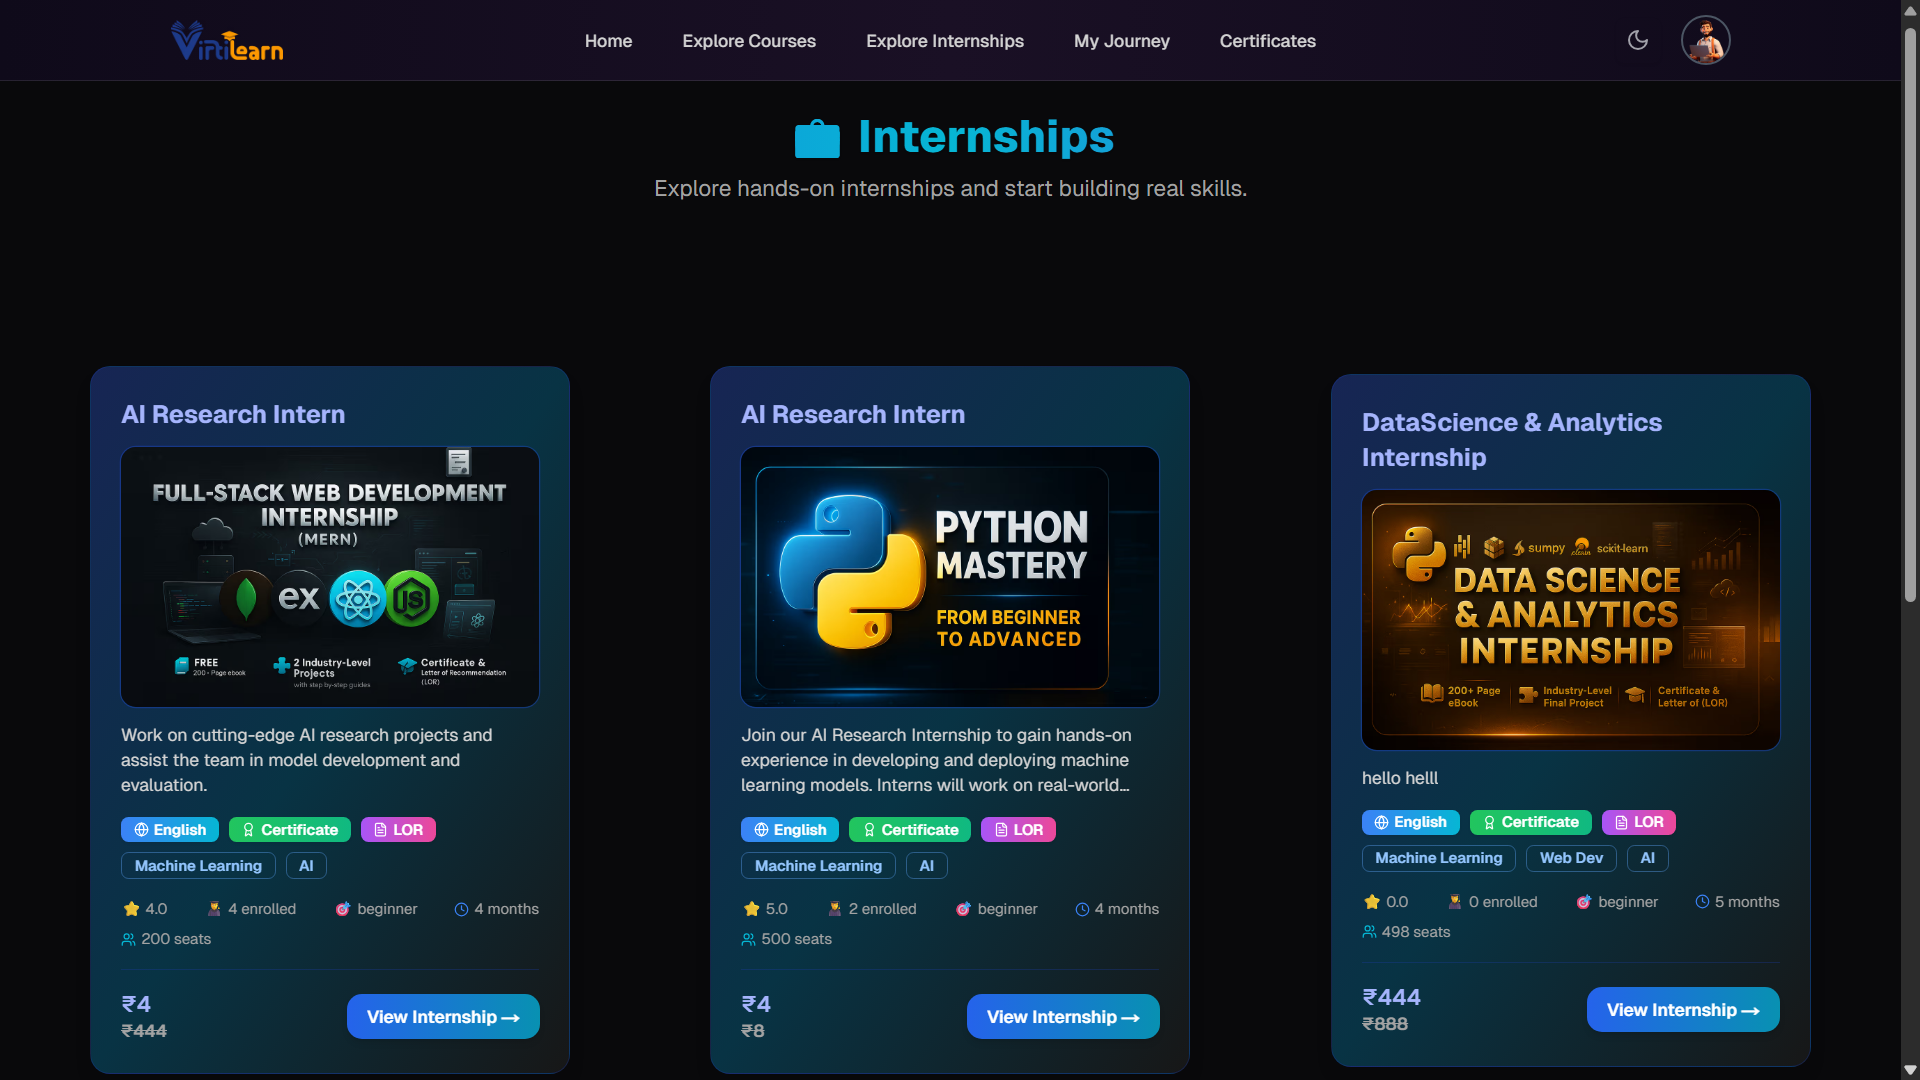 VirtiLearn
Home
Explore Courses
Explore Internships
My Journey
Certificates
Internships
Explore hands-on internships and start building real skills.
AI Research Intern
FULL-STACK WEB DEVELOPMENT
INTERNSHIP
(MERN)
ex
JS
FREE
200+ Page ebook
2 Industry-Level
Projects
with step by-step guides
Certificate &
Letter of Recommendation
(LOR)
Work on cutting-edge AI research projects and
assist the team in model development and
evaluation.
English
Certificate
LOR
Machine Learning
AI
4.0
4 enrolled
beginner
4 months
200 seats
₹4
₹444
View Internship →
AI Research Intern
PYTHON
MASTERY
FROM BEGINNER
TO ADVANCED
Join our AI Research Internship to gain hands-on
experience in developing and deploying machine
learning models. Interns will work on real-world...
English
Certificate
LOR
Machine Learning
AI
5.0
2 enrolled
beginner
4 months
500 seats
₹4
₹8
View Internship →
DataScience & Analytics
Internship
sumpy
sckit-learn
DATA SCIENCE
& ANALYTICS
INTERNSHIP
200+ Page
eBook
Industry-Level
Final Project
Certificate &
Letter of (LOR)
hello helll
English
Certificate
LOR
Machine Learning
Web Dev
AI
0.0
0 enrolled
beginner
5 months
498 seats
₹444
₹888
View Internship →